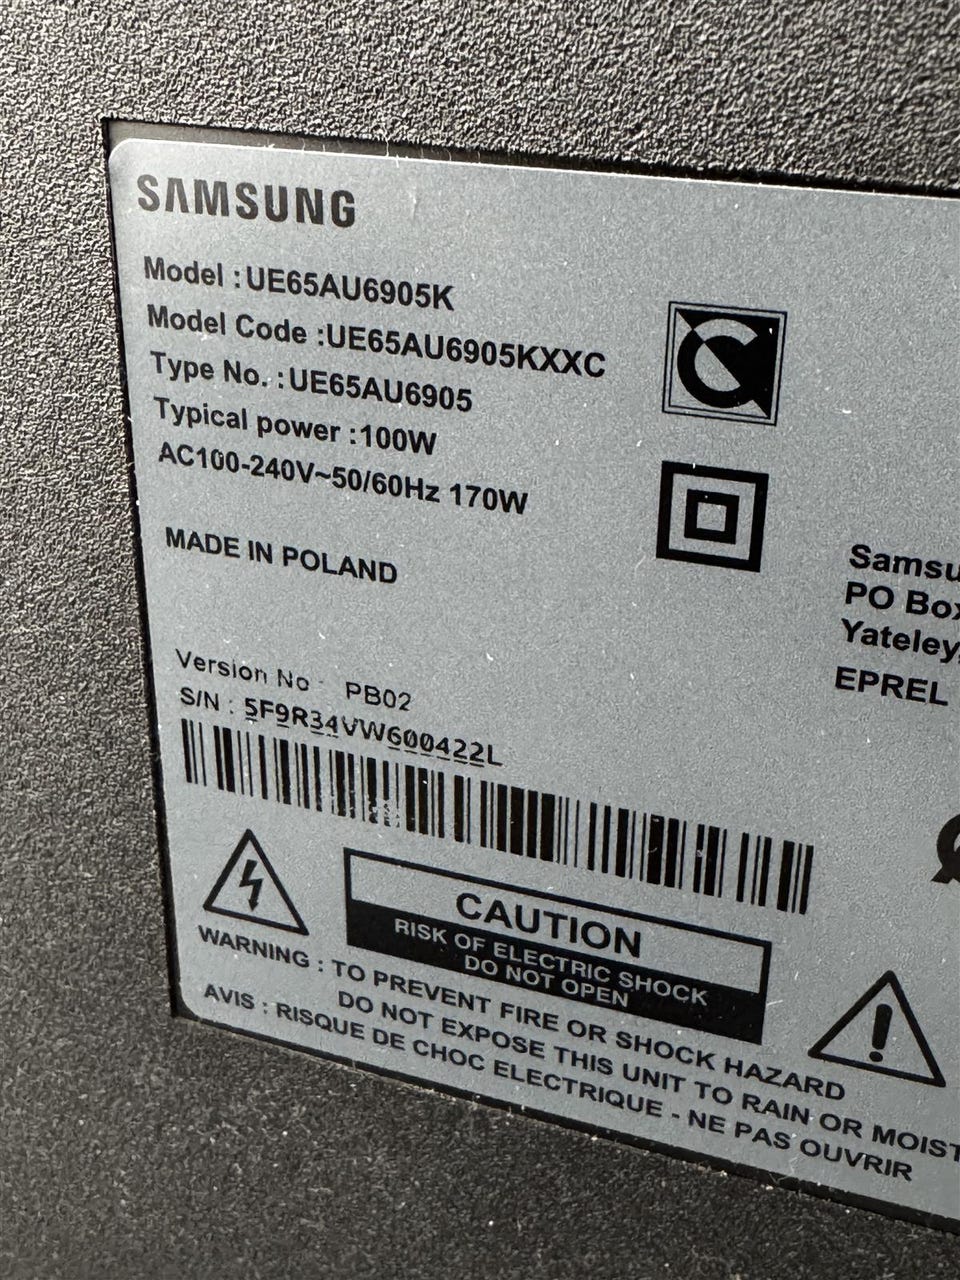 SAMSUNG
Model : UE65AU6905K
Model Code :UE65AU6905KXXC
Type No. :UE65AU6905
Typical power :100W
AC100-240V~50/60Hz 170W
MADE IN POLAND
Samsu
PO Box
Yateley,
EPREL
Version No : PB02
S/N : 5F9R34VW600422L
CAUTION
RISK OF ELECTRIC SHOCK
DO NOT OPEN
WARNING : TO PREVENT FIRE OR SHOCK HAZARD
DO NOT EXPOSE THIS UNIT TO RAIN OR MOIST
AVIS : RISQUE DE CHOC ELECTRIQUE - NE PAS OUVRIR